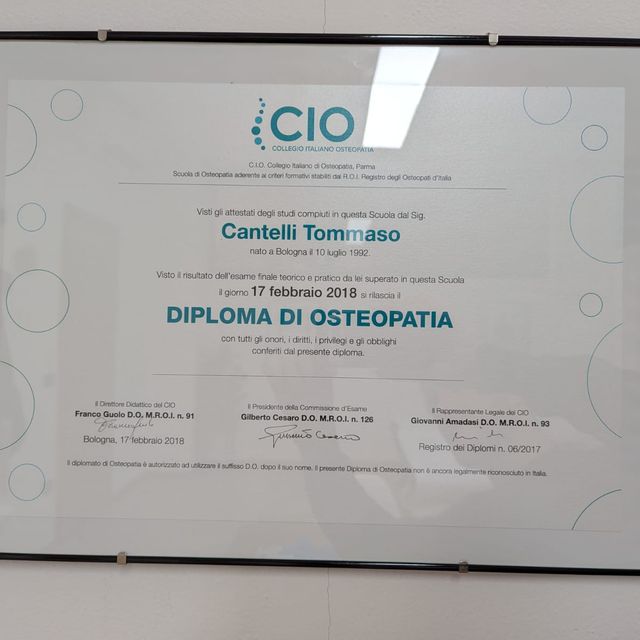 CIO
COLLEGIO ITALIANO OSTEOPATIA
C.I.O. Collegio Italiano di Osteopatia, Parma
Scuola di Osteopatia aderente ai criteri formativi stabiliti dal R.O.I. Registro degli Osteopati d'Italia
Visti gli attestati degli studi compiuti in questa Scuola dal Sig.
Cantelli Tommaso
nato a Bologna il 10 luglio 1992.
Visto il risultato dell'esame finale teorico e pratico da lei superato in questa Scuola
il giorno 17 febbraio 2018 si rilascia il
DIPLOMA DI OSTEOPATIA
con tutti gli onori, i diritti, i privilegi e gli obblighi
conferiti dal presente diploma.
Il Direttore Didattico del CIO
Franco Guolo D.O. M.R.O.I. n. 91
Bologna, 17 febbraio 2018
Il Presidente della Commissione d'Esame
Gilberto Cesaro D.O. M.R.O.I. n. 126
Il Rappresentante Legale del CIO
Giovanni Amadasi D.O. M.R.O.I. n. 93
Registro dei Diplomi n. 06/2017
Il diplomato di Osteopatia è autorizzato ad utilizzare il suffisso D.O. dopo il suo nome. Il presente Diploma di Osteopatia non è ancora legalmente riconosciuto in Italia.